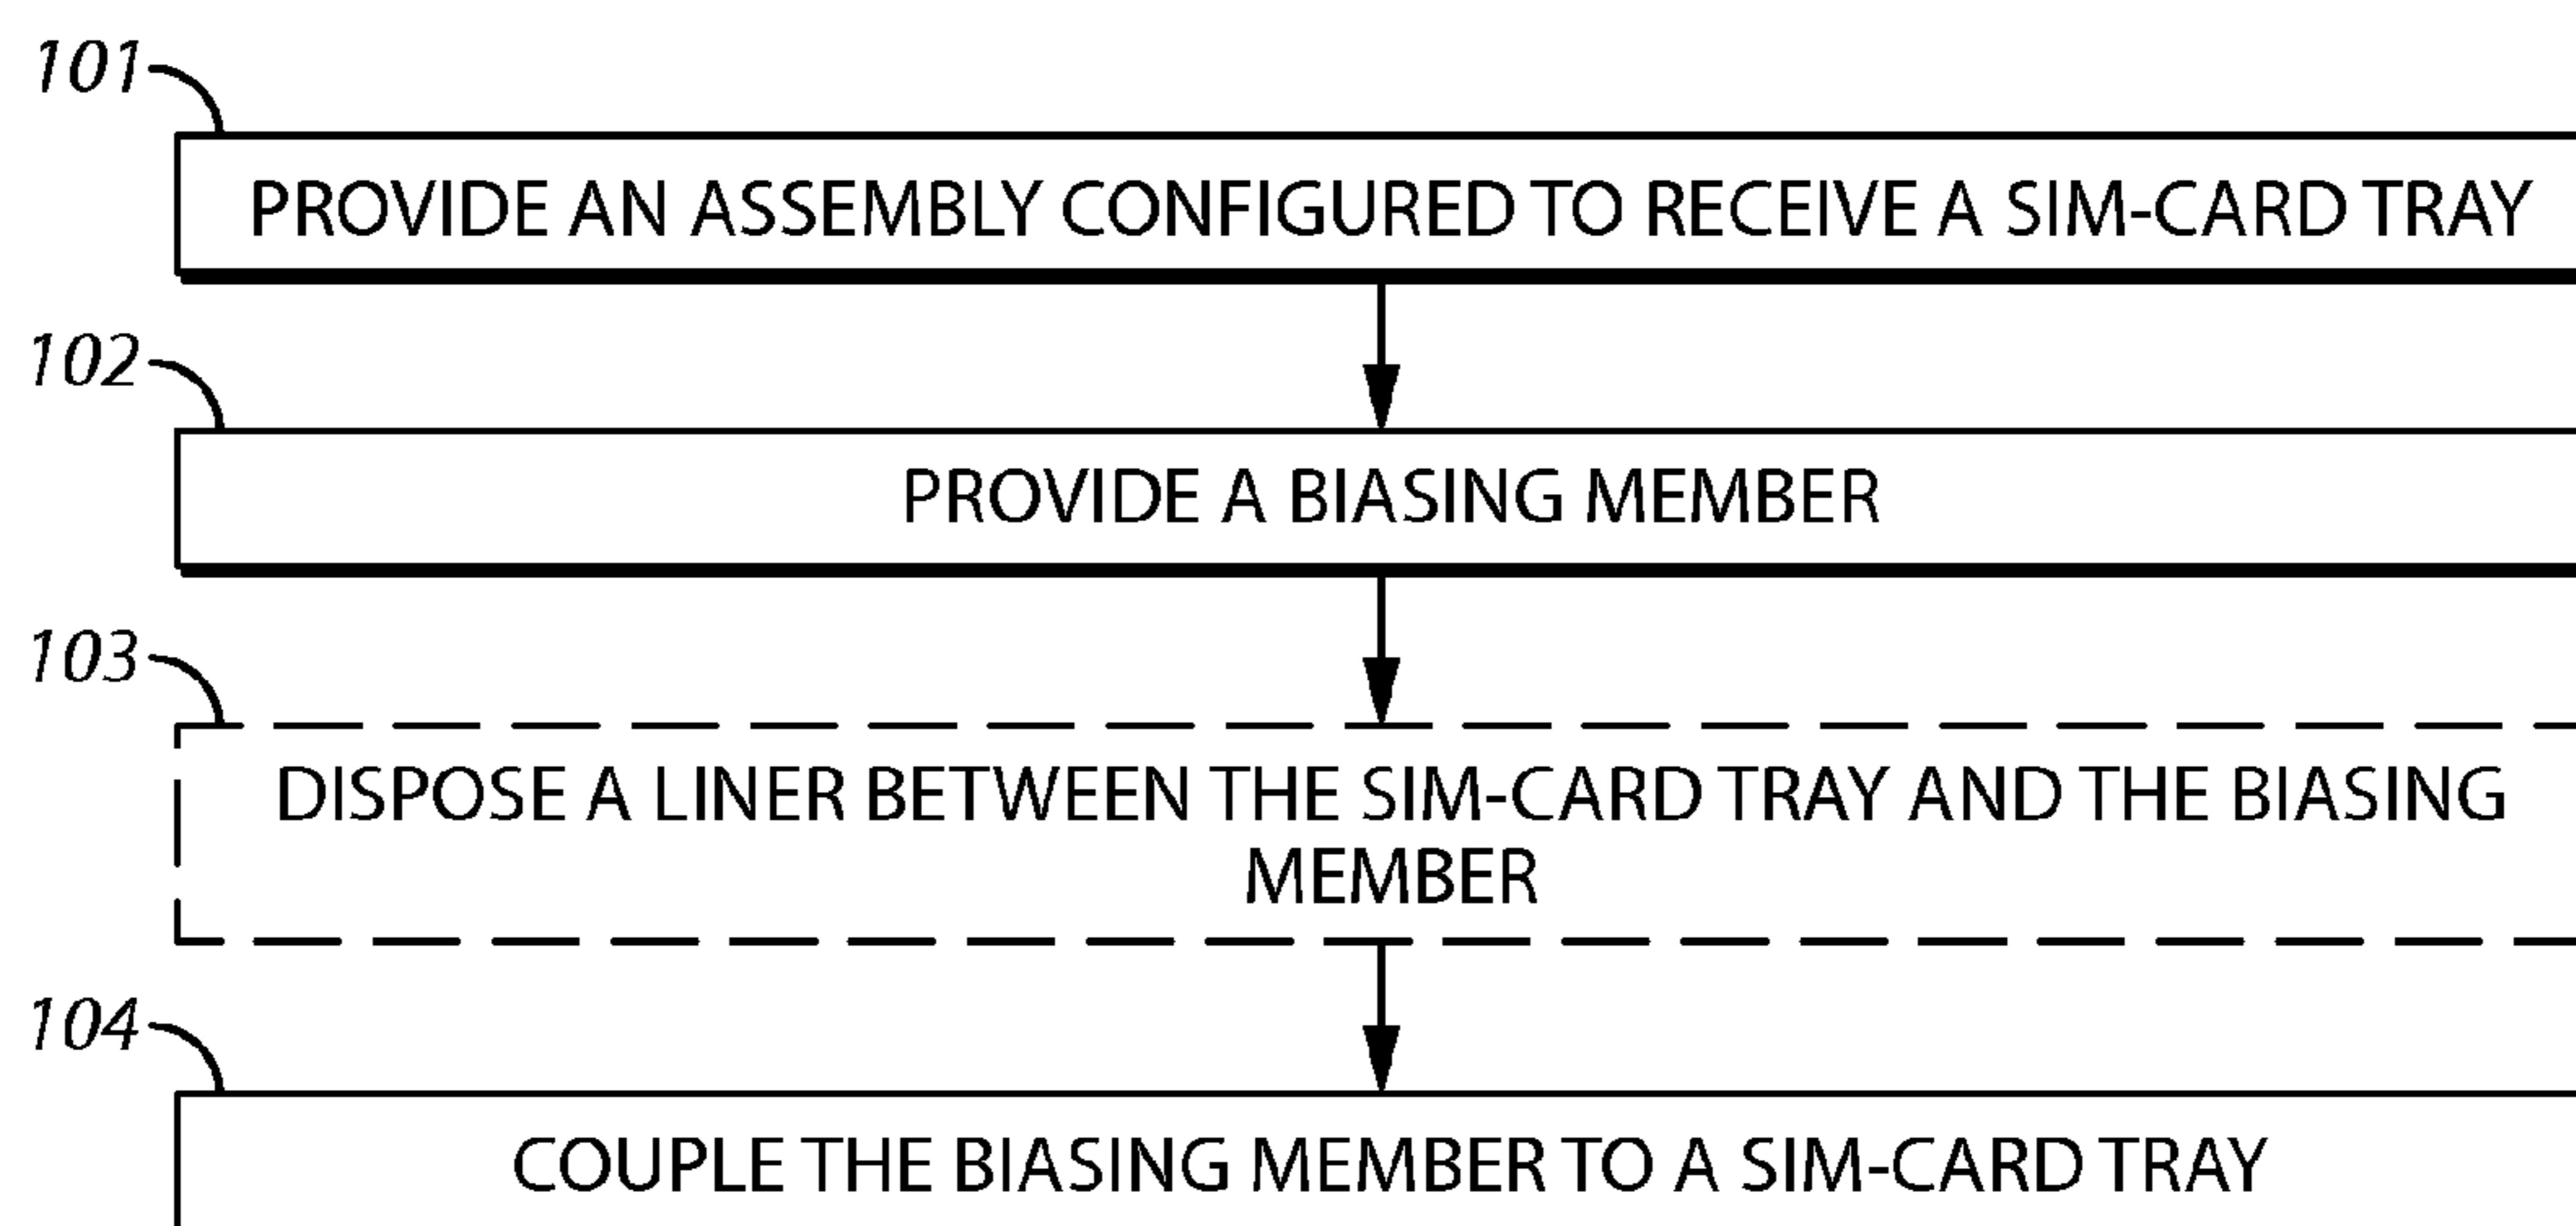 101
PROVIDE AN ASSEMBLY CONFIGURED TO RECEIVE A SIM-CARD TRAY
102
PROVIDE A BIASING MEMBER
103
DISPOSE A LINER BETWEEN THE SIM-CARD TRAY AND THE BIASING
MEMBER
104
COUPLE THE BIASING MEMBER TO A SIM-CARD TRAY